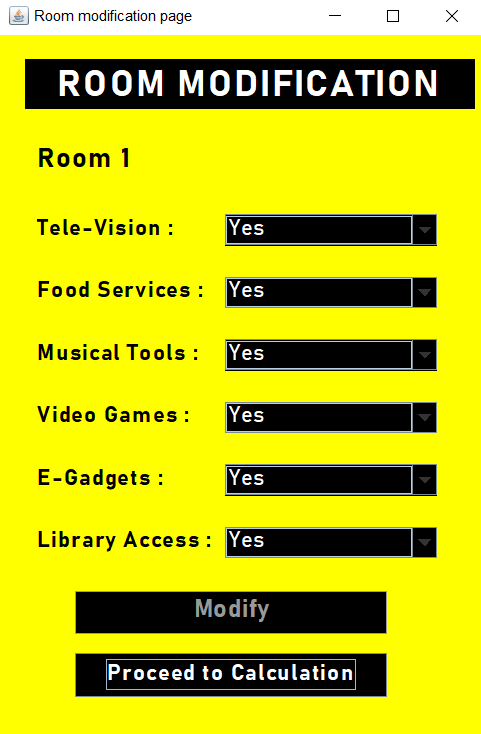 Room modification page
ROOM MODIFICATION
Room 1
Tele-Vision : Yes
Food Services : Yes
Musical Tools : Yes
Video Games : Yes
E-Gadgets : Yes
Library Access : Yes
Modify
Proceed to Calculation